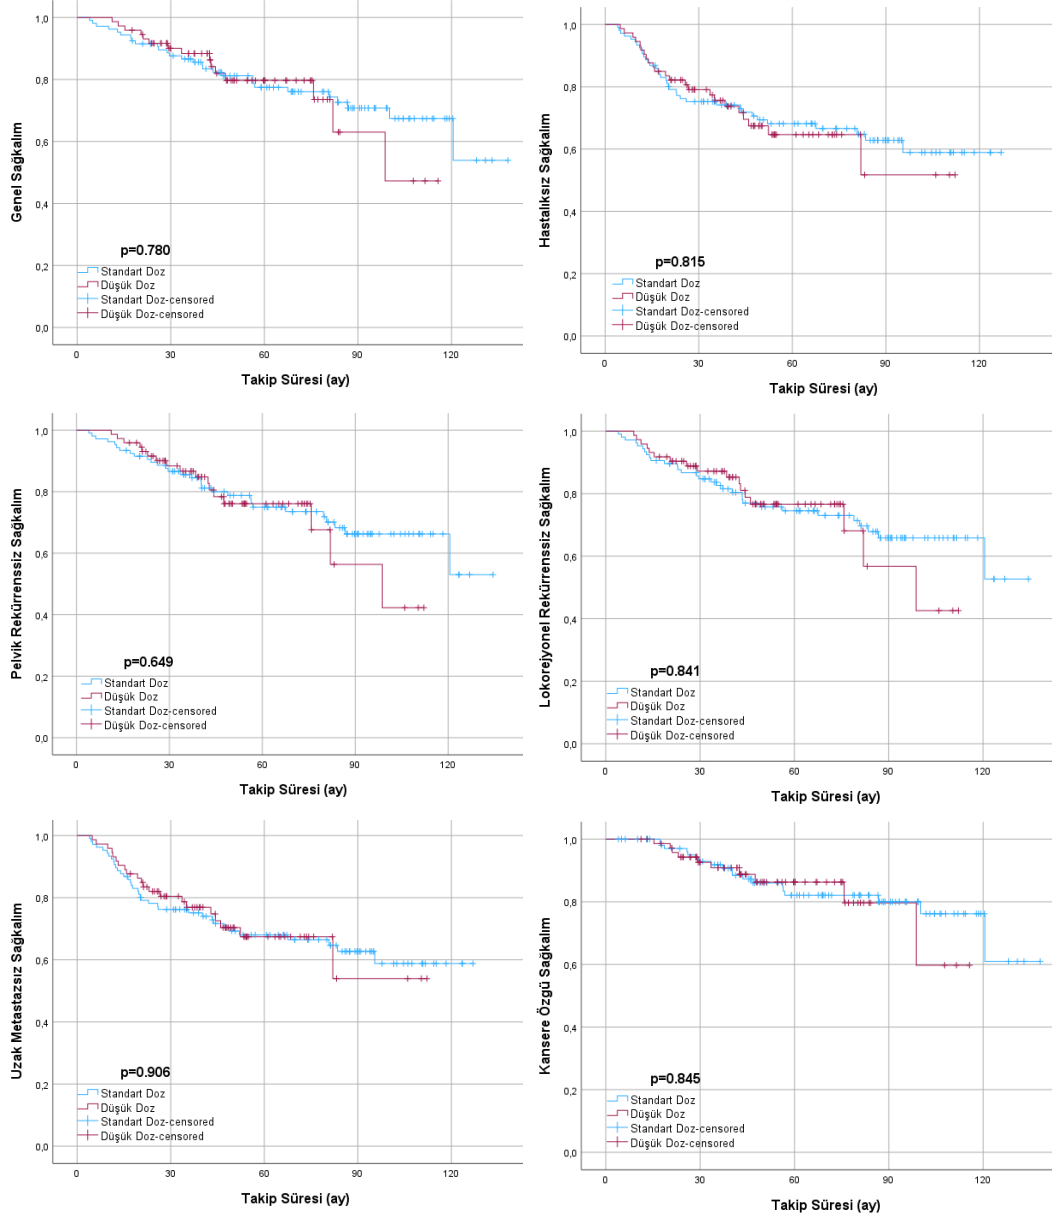 Genel Sağkalım
1,0
0,8
0,6
0,4
0,2
0,0
p=0.780
Standart Doz
Düşük Doz
Standart Doz-censored
Düşük Doz-censored
0 30 60 90 120
Takip Süresi (ay)
Hastalıksız Sağkalım
1,0
0,8
0,6
0,4
0,2
0,0
p=0.815
Standart Doz
Düşük Doz
Standart Doz-censored
Düşük Doz-censored
0 30 60 90 120
Takip Süresi (ay)
Pelvik Rekürrenssiz Sağkalım
1,0
0,8
0,6
0,4
0,2
0,0
p=0.649
Standart Doz
Düşük Doz
Standart Doz-censored
Düşük Doz-censored
0 30 60 90 120
Takip Süresi (ay)
Lokorejyonel Rekürrenssiz Sağkalım
1,0
0,8
0,6
0,4
0,2
0,0
p=0.841
Standart Doz
Düşük Doz
Standart Doz-censored
Düşük Doz-censored
0 30 60 90 120
Takip Süresi (ay)
Uzak Metastazsız Sağkalım
1,0
0,8
0,6
0,4
0,2
0,0
p=0.906
Standart Doz
Düşük Doz
Standart Doz-censored
Düşük Doz-censored
0 30 60 90 120
Takip Süresi (ay)
Kansere Özgü Sağkalım
1,0
0,8
0,6
0,4
0,2
0,0
p=0.845
Standart Doz
Düşük Doz
Standart Doz-censored
Düşük Doz-censored
0 30 60 90 120
Takip Süresi (ay)